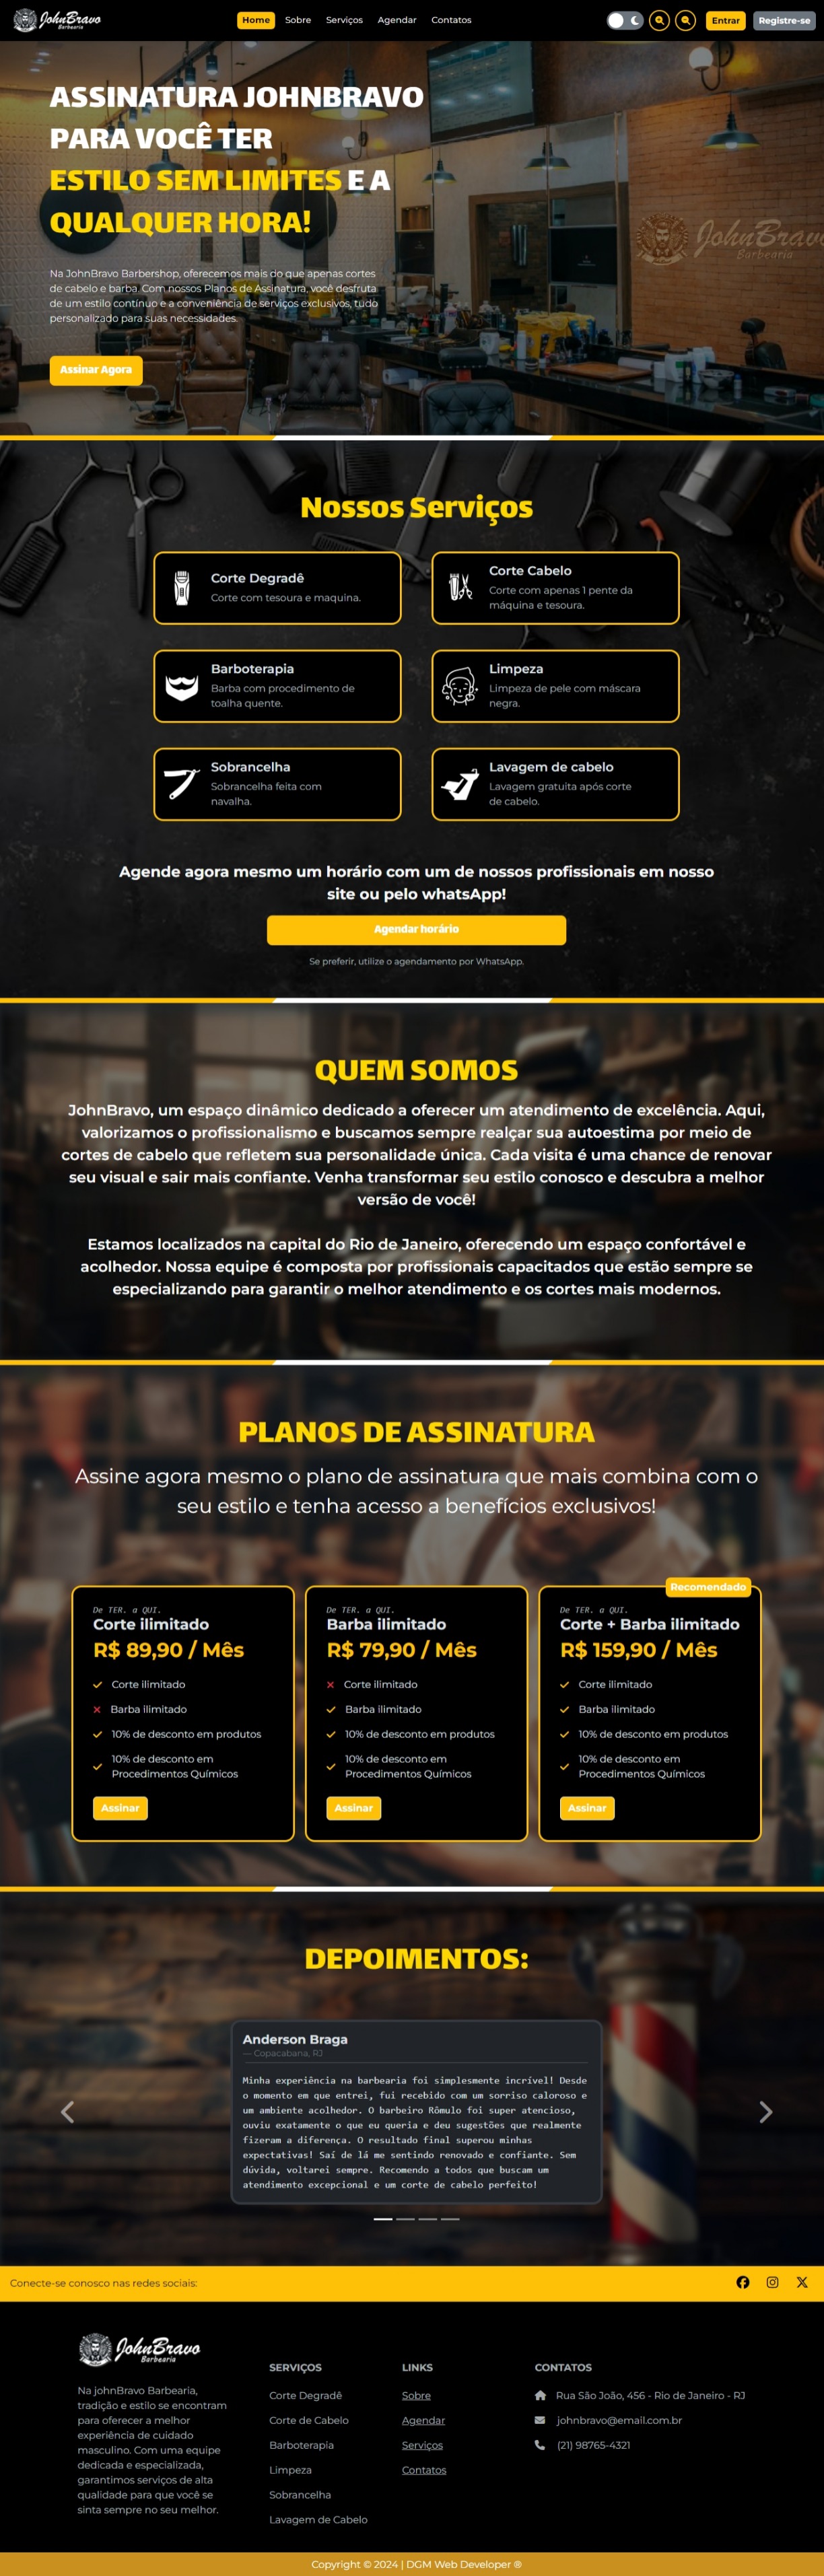 JohnBravo
Barbearia
Home Sobre Serviços Agendar Contatos
Entrar Registre-se
ASSINATURA JOHNBRAVO
PARA VOCÊ TER
ESTILO SEM LIMITES E A
QUALQUER HORA!
JohnBravo
Barbearia
Na JohnBravo Barbershop, oferecemos mais do que apenas cortes
de cabelo e barba. Com nossos Planos de Assinatura, você desfruta
de um estilo contínuo e a conveniência de serviços exclusivos, tudo
personalizado para suas necessidades.
Assinar Agora
Nossos Serviços
Corte Degradê
Corte com tesoura e maquina.
Corte Cabelo
Corte com apenas 1 pente da
máquina e tesoura.
Barboterapia
Barba com procedimento de
toalha quente.
Limpeza
Limpeza de pele com máscara
negra.
Sobrancelha
Sobrancelha feita com
navalha.
Lavagem de cabelo
Lavagem gratuita após corte
de cabelo.
Agende agora mesmo um horário com um de nossos profissionais em nosso
site ou pelo whatsApp!
Agendar horário
Se preferir, utilize o agendamento por WhatsApp.
QUEM SOMOS
JohnBravo, um espaço dinâmico dedicado a oferecer um atendimento de excelência. Aqui,
valorizamos o profissionalismo e buscamos sempre realçar sua autoestima por meio de
cortes de cabelo que refletem sua personalidade única. Cada visita é uma chance de renovar
seu visual e sair mais confiante. Venha transformar seu estilo conosco e descubra a melhor
versão de você!
Estamos localizados na capital do Rio de Janeiro, oferecendo um espaço confortável e
acolhedor. Nossa equipe é composta por profissionais capacitados que estão sempre se
especializando para garantir o melhor atendimento e os cortes mais modernos.
PLANOS DE ASSINATURA
Assine agora mesmo o plano de assinatura que mais combina com o
seu estilo e tenha acesso a benefícios exclusivos!
De TER. a QUI.
Corte ilimitado
R$ 89,90 / Mês
Corte ilimitado
Barba ilimitado
10% de desconto em produtos
10% de desconto em
Procedimentos Químicos
Assinar
De TER. a QUI.
Barba ilimitado
R$ 79,90 / Mês
Corte ilimitado
Barba ilimitado
10% de desconto em produtos
10% de desconto em
Procedimentos Químicos
Assinar
Recomendado
De TER. a QUI.
Corte + Barba ilimitado
R$ 159,90 / Mês
Corte ilimitado
Barba ilimitado
10% de desconto em produtos
10% de desconto em
Procedimentos Químicos
Assinar
DEPOIMENTOS:
Anderson Braga
— Copacabana, RJ
Minha experiência na barbearia foi simplesmente incrível! Desde
o momento em que entrei, fui recebido com um sorriso caloroso e
um ambiente acolhedor. O barbeiro Rômulo foi super atencioso,
ouviu exatamente o que eu queria e deu sugestões que realmente
fizeram a diferença. O resultado final superou minhas
expectativas! Saí de lá me sentindo renovado e confiante. Sem
dúvida, voltarei sempre. Recomendo a todos que buscam um
atendimento excepcional e um corte de cabelo perfeito!
Conecte-se conosco nas redes sociais:
JohnBravo
Barbearia
Na johnBravo Barbearia,
tradição e estilo se encontram
para oferecer a melhor
experiência de cuidado
masculino. Com uma equipe
dedicada e especializada,
garantimos serviços de alta
qualidade para que você se
sinta sempre no seu melhor.
SERVIÇOS
Corte Degradê
Corte de Cabelo
Barboterapia
Limpeza
Sobrancelha
Lavagem de Cabelo
LINKS
Sobre
Agendar
Serviços
Contatos
CONTATOS
Rua São João, 456 - Rio de Janeiro - RJ
johnbravo@email.com.br
(21) 98765-4321
Copyright © 2024 | DGM Web Developer ®